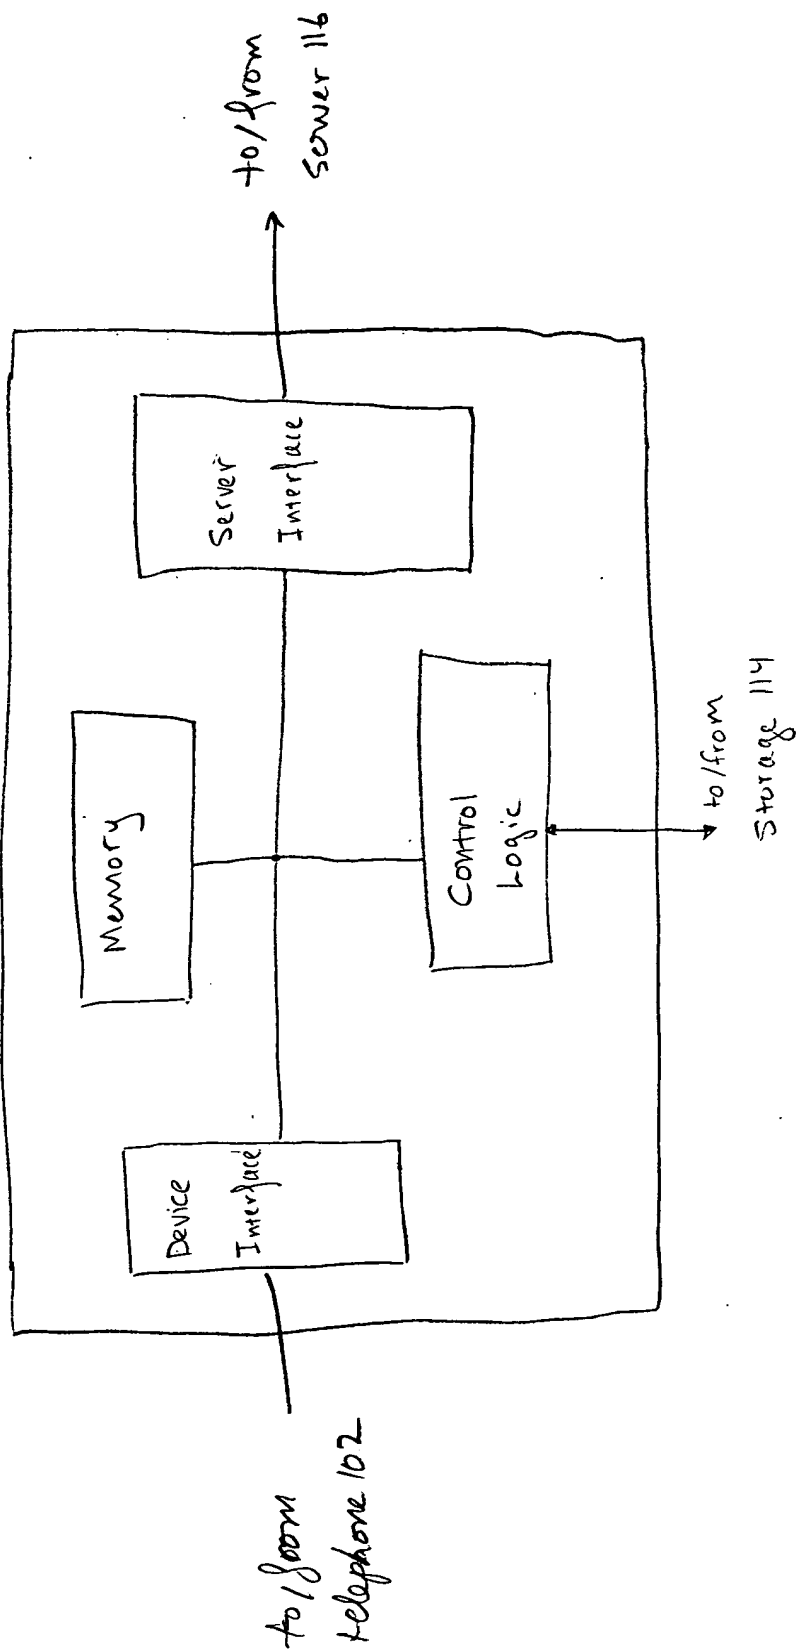 to/from
telephone 102
Device
Interface
Memory
Control
Logic
to/from
Storage 114
Server
Interface
to/from
Server 116